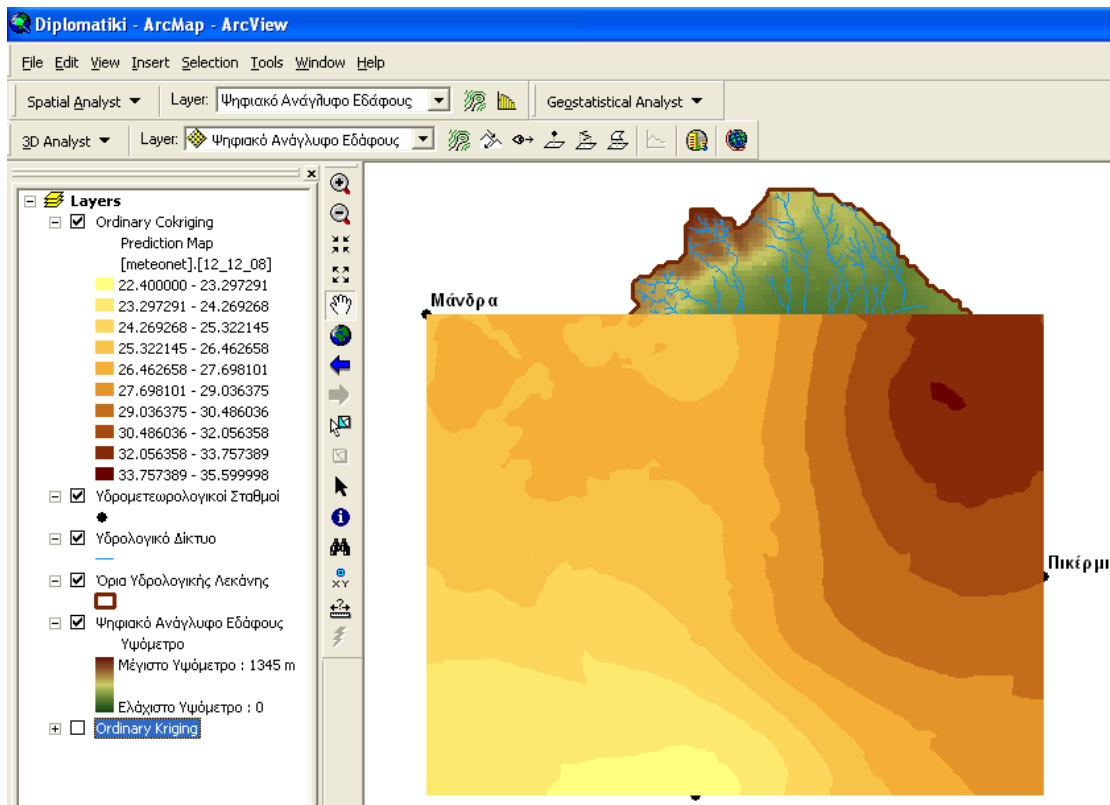 Diplomatiki - ArcMap - ArcView
File Edit View Insert Selection Tools Window Help
Spatial Analyst Layer: Ψηφιακό Ανάγλυφο Εδάφους Geostatistical Analyst
3D Analyst Layer: Ψηφιακό Ανάγλυφο Εδάφους
Layers
Ordinary Cokriging
Prediction Map
[meteonet].[12_12_08]
22.400000 - 23.297291
23.297291 - 24.269268
24.269268 - 25.322145
25.322145 - 26.462658
26.462658 - 27.698101
27.698101 - 29.036375
29.036375 - 30.486036
30.486036 - 32.056358
32.056358 - 33.757389
33.757389 - 35.599998
Υδρομετεωρολογικοί Σταθμοί
Υδρολογικό Δίκτυο
Όρια Υδρολογικής Λεκάνης
Ψηφιακό Ανάγλυφο Εδάφους
Υψόμετρο
Μέγιστο Υψόμετρο : 1345 m
Ελάχιστο Υψόμετρο : 0
Ordinary Kriging
XY
Μάνδρα
Πικέρμι